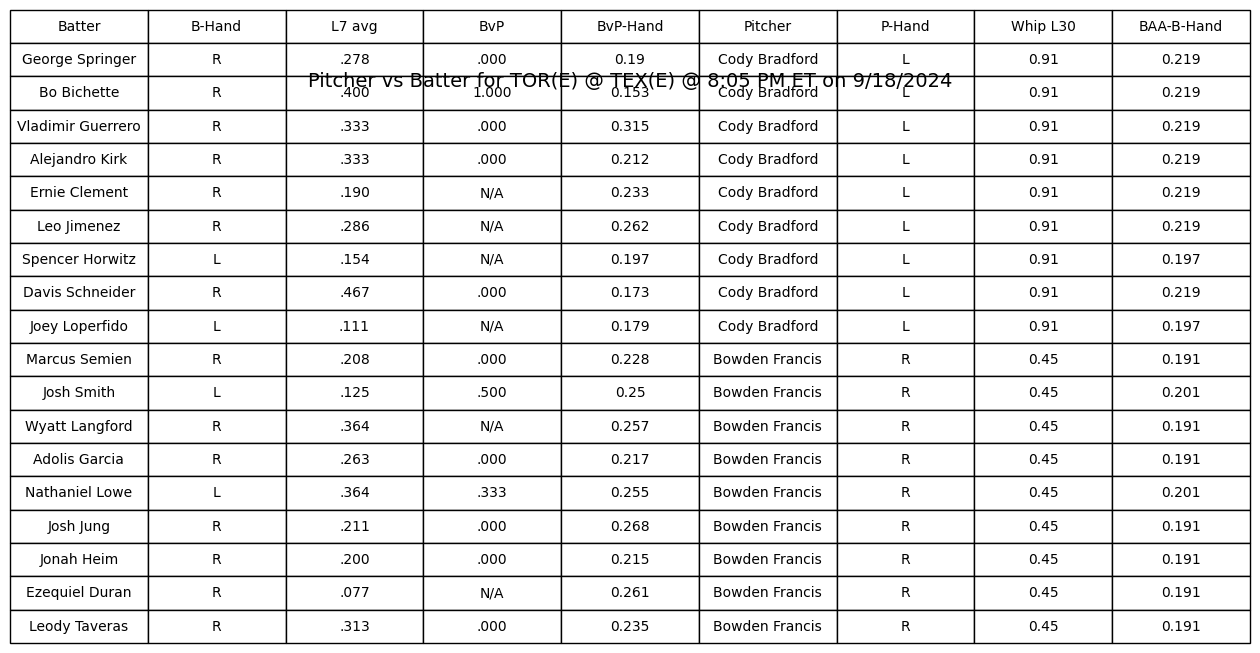 Batter B-Hand L7 avg BvP BvP-Hand Pitcher P-Hand Whip L30 BAA-B-Hand
George Springer R .278 .000 0.19 Cody Bradford L 0.91 0.219
Pitcher vs Batter for TOR(E) @ TEX(E) @ 8:05 PM ET on 9/18/2024
Bo Bichette R .400 1.000 0.153 Cody Bradford L 0.91 0.219
Vladimir Guerrero R .333 .000 0.315 Cody Bradford L 0.91 0.219
Alejandro Kirk R .333 .000 0.212 Cody Bradford L 0.91 0.219
Ernie Clement R .190 N/A 0.233 Cody Bradford L 0.91 0.219
Leo Jimenez R .286 N/A 0.262 Cody Bradford L 0.91 0.219
Spencer Horwitz L .154 N/A 0.197 Cody Bradford L 0.91 0.197
Davis Schneider R .467 .000 0.173 Cody Bradford L 0.91 0.219
Joey Loperfido L .111 N/A 0.179 Cody Bradford L 0.91 0.197
Marcus Semien R .208 .000 0.228 Bowden Francis R 0.45 0.191
Josh Smith L .125 .500 0.25 Bowden Francis R 0.45 0.201
Wyatt Langford R .364 N/A 0.257 Bowden Francis R 0.45 0.191
Adolis Garcia R .263 .000 0.217 Bowden Francis R 0.45 0.191
Nathaniel Lowe L .364 .333 0.255 Bowden Francis R 0.45 0.201
Josh Jung R .211 .000 0.268 Bowden Francis R 0.45 0.191
Jonah Heim R .200 .000 0.215 Bowden Francis R 0.45 0.191
Ezequiel Duran R .077 N/A 0.261 Bowden Francis R 0.45 0.191
Leody Taveras R .313 .000 0.235 Bowden Francis R 0.45 0.191